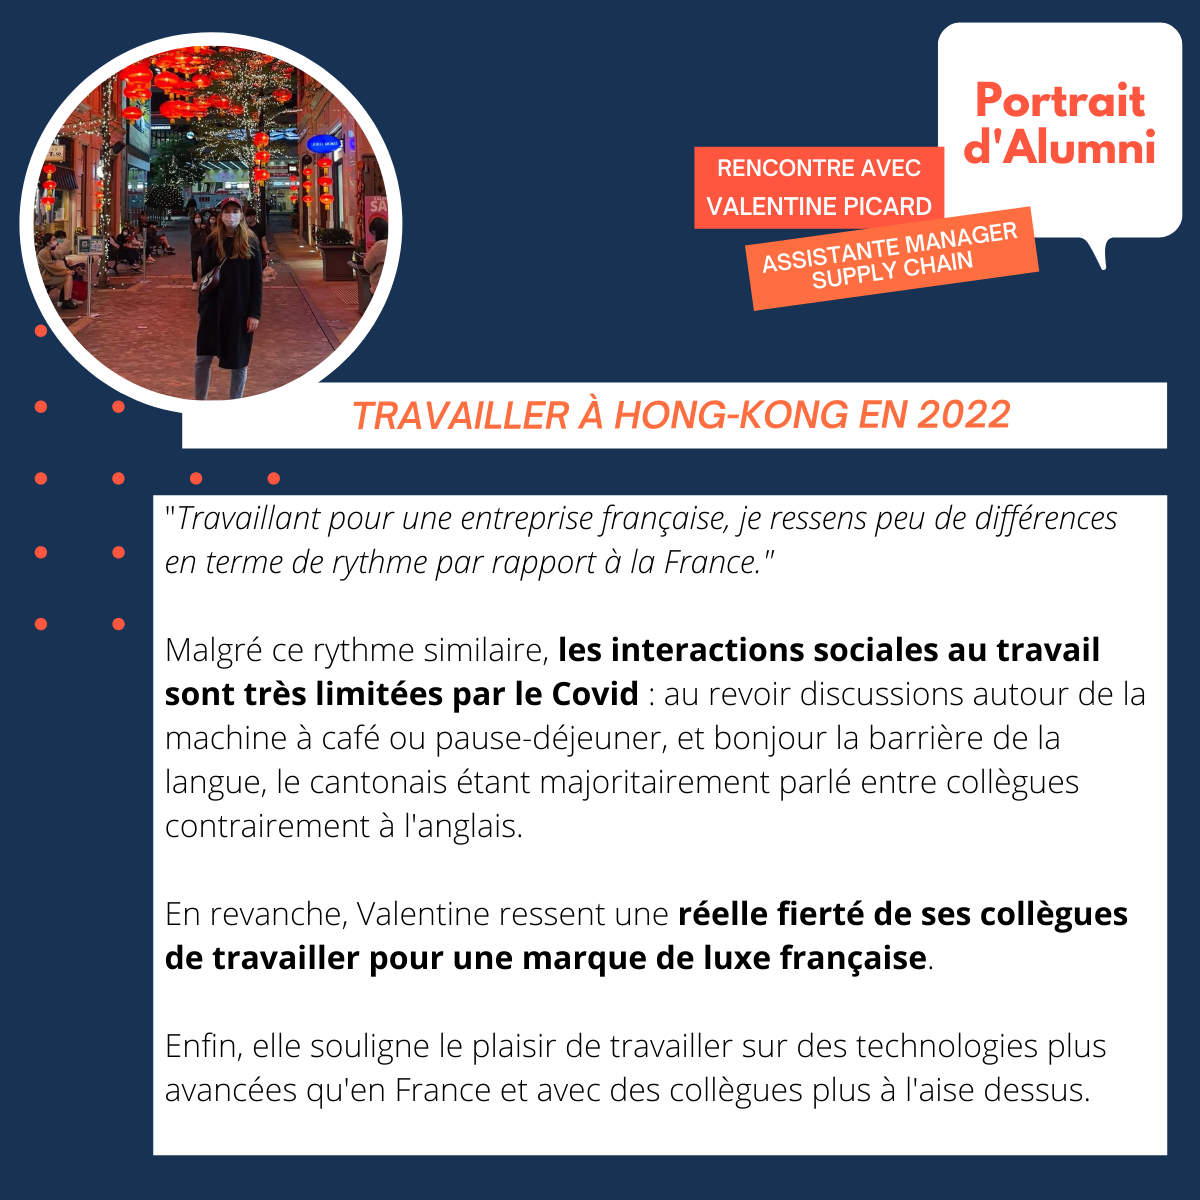 Portrait
d'Alumni
RENCONTRE AVEC
VALENTINE PICARD
ASSISTANTE MANAGER
SUPPLY CHAIN
SA
TRAVAILLER À HONG-KONG EN 2022
"Travaillant pour une entreprise française, je ressens peu de différences
en terme de rythme par rapport à la France."
Malgré ce rythme similaire, les interactions sociales au travail
sont très limitées par le Covid : au revoir discussions autour de la
machine à café ou pause-déjeuner, et bonjour la barrière de la
langue, le cantonais étant majoritairement parlé entre collègues
contrairement à l'anglais.
En revanche, Valentine ressent une réelle fierté de ses collègues
de travailler pour une marque de luxe française.
Enfin, elle souligne le plaisir de travailler sur des technologies plus
avancées qu'en France et avec des collègues plus à l'aise dessus.